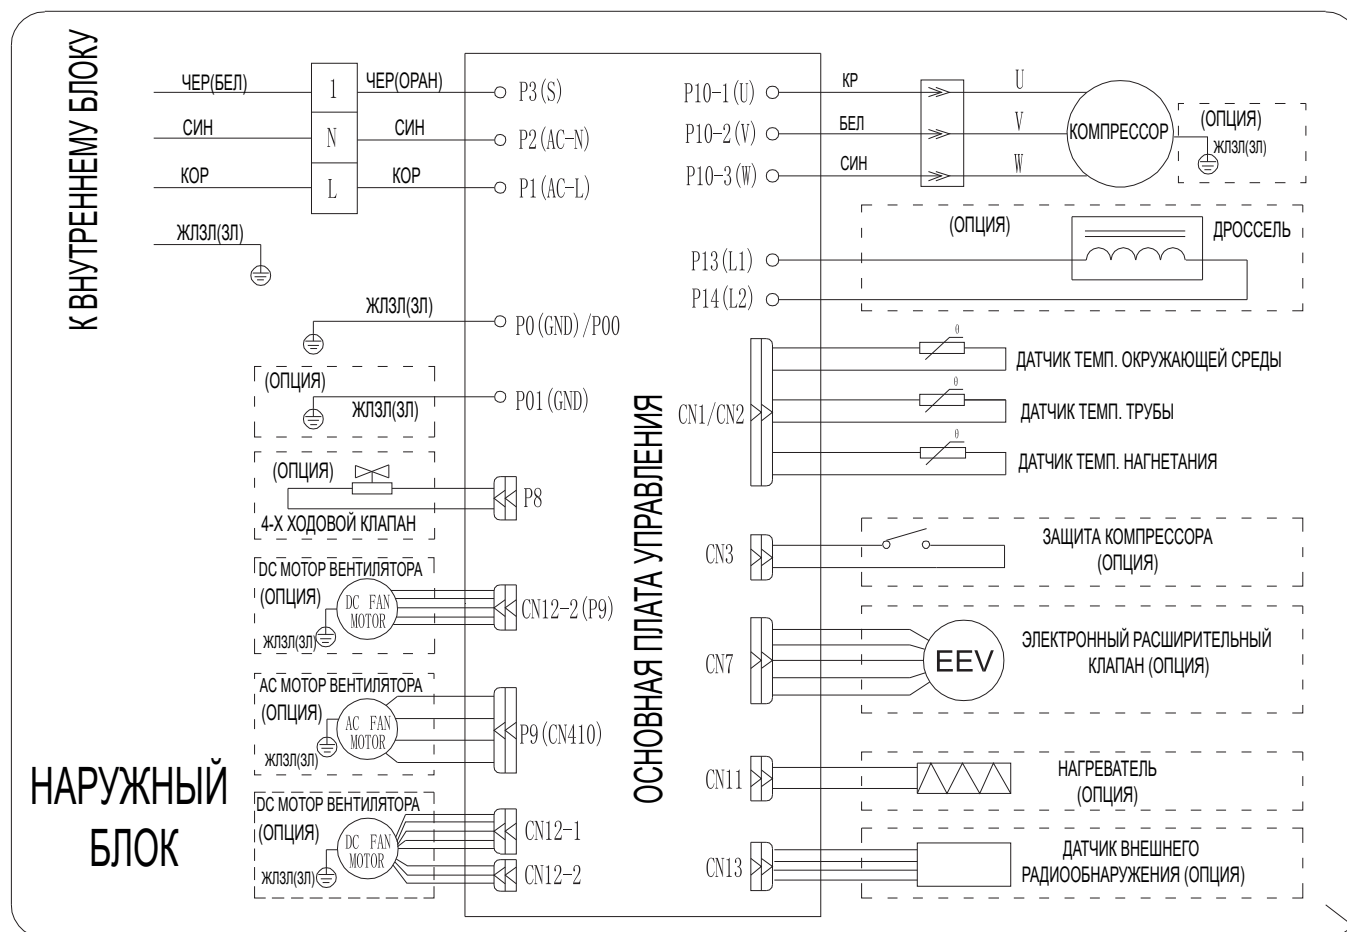 К ВНУТРЕННЕМУ БЛОКУ
ЧЕР(БЕЛ)
1
ЧЕР(ОРАН)
P3(S)
СИН
N
СИН
P2(AC-N)
КОР
L
КОР
P1(AC-L)
ЖЛЗЛ(ЗЛ)
ЖЛЗЛ(ЗЛ)
P0(GND)/P00
(ОПЦИЯ)
ЖЛЗЛ(ЗЛ)
P01(GND)
(ОПЦИЯ)
4-Х ХОДОВОЙ КЛАПАН
P8
DC МОТОР ВЕНТИЛЯТОРА
(ОПЦИЯ)
DC FAN
MOTOR
ЖЛЗЛ(ЗЛ)
CN12-2(P9)
AC МОТОР ВЕНТИЛЯТОРА
(ОПЦИЯ)
AC FAN
MOTOR
ЖЛЗЛ(ЗЛ)
P9(CN410)
DC МОТОР ВЕНТИЛЯТОРА
(ОПЦИЯ)
DC FAN
MOTOR
ЖЛЗЛ(ЗЛ)
CN12-1
CN12-2
НАРУЖНЫЙ
БЛОК
ОСНОВНАЯ ПЛАТА УПРАВЛЕНИЯ
P10-1(U)
КР
U
P10-2(V)
БЕЛ
V
P10-3(W)
СИН
W
КОМПРЕССОР
(ОПЦИЯ)
ЖЛЗЛ(ЗЛ)
(ОПЦИЯ)
ДРОССЕЛЬ
P13(L1)
P14(L2)
CN1/CN2
θ
ДАТЧИК ТЕМП. ОКРУЖАЮЩЕЙ СРЕДЫ
θ
ДАТЧИК ТЕМП. ТРУБЫ
θ
ДАТЧИК ТЕМП. НАГНЕТАНИЯ
CN3
ЗАЩИТА КОМПРЕССОРА
(ОПЦИЯ)
CN7
EEV
ЭЛЕКТРОННЫЙ РАСШИРИТЕЛЬНЫЙ
КЛАПАН (ОПЦИЯ)
CN11
НАГРЕВАТЕЛЬ
(ОПЦИЯ)
CN13
ДАТЧИК ВНЕШНЕГО
РАДИООБНАРУЖЕНИЯ (ОПЦИЯ)